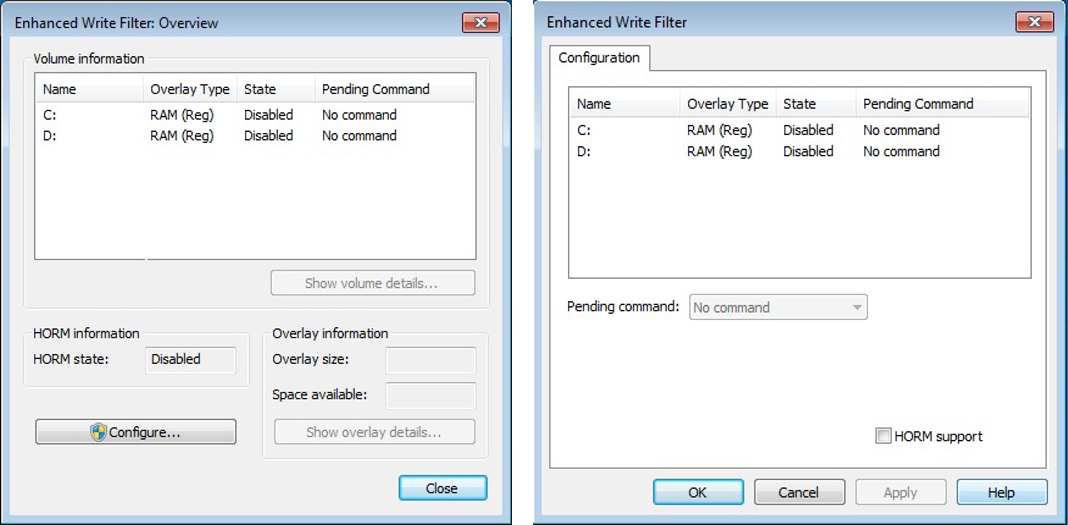 Enhanced Write Filter: Overview
Volume information
Name Overlay Type State Pending Command
C: RAM (Reg) Disabled No command
D: RAM (Reg) Disabled No command
Show volume details...
HORM information
HORM state: Disabled
Overlay information
Overlay size:
Space available:
Configure...
Show overlay details...
Close
Enhanced Write Filter
Configuration
Name Overlay Type State Pending Command
C: RAM (Reg) Disabled No command
D: RAM (Reg) Disabled No command
Pending command: No command
HORM support
OK Cancel Apply Help